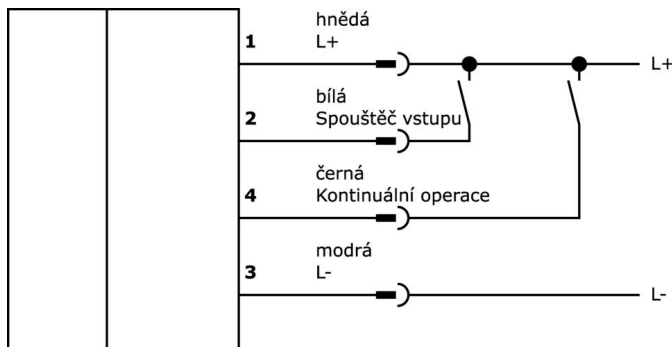 hnědá
1 L+
L+
bílá
2 Spouštěč vstupu
černá
4 Kontinuální operace
modrá
3 L-
L-